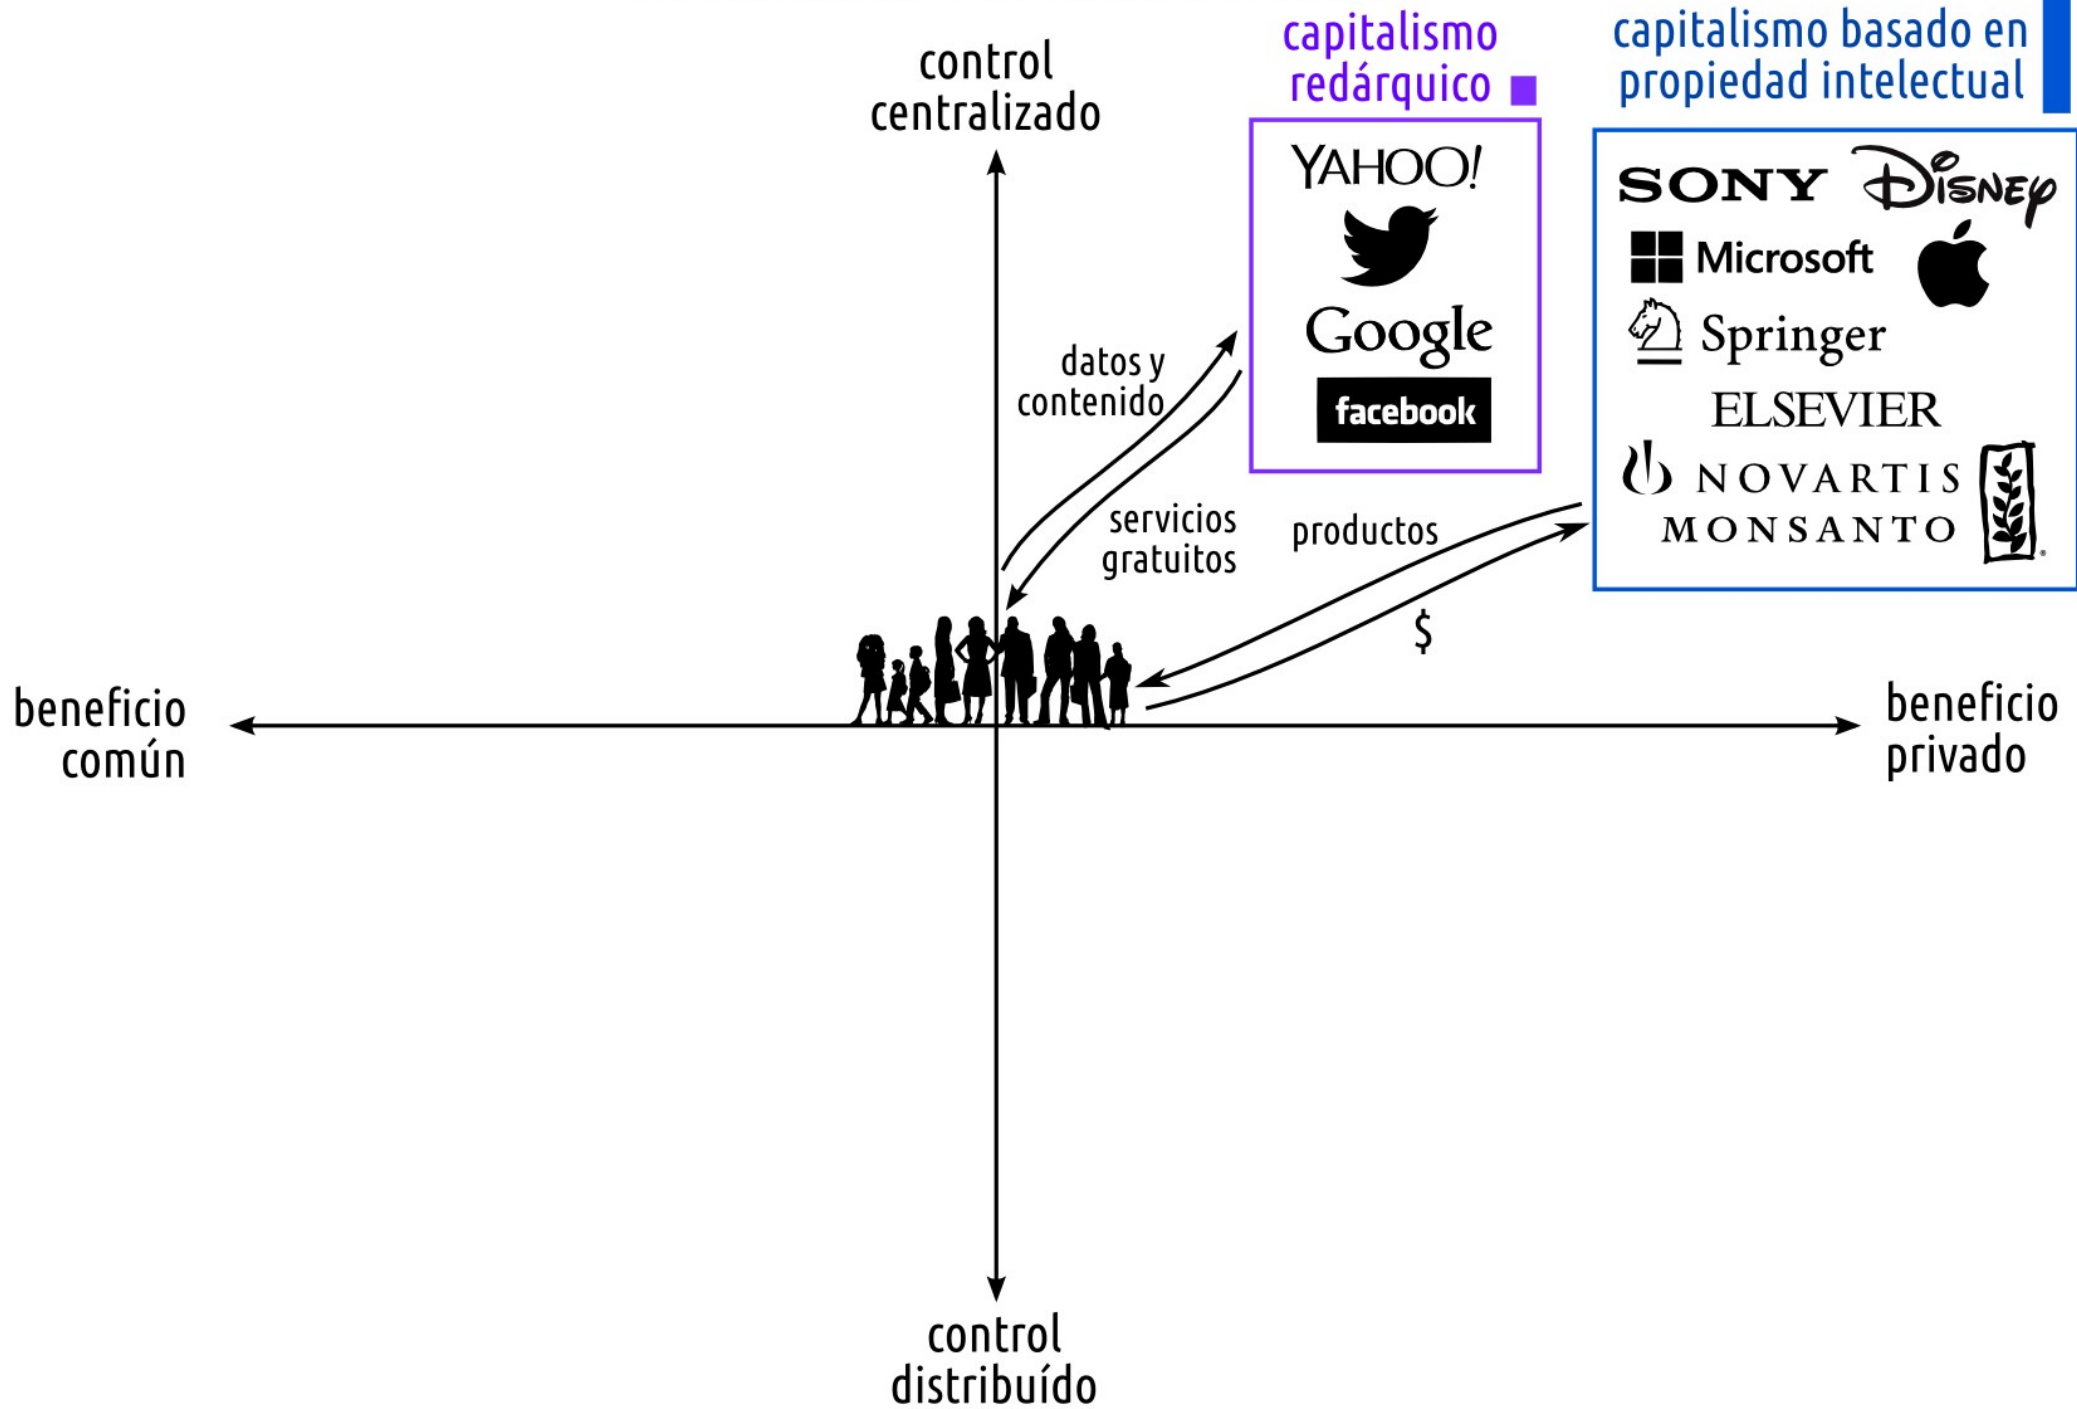 control
centralizado
capitalismo
redárquico
capitalismo basado en
propiedad intelectual
YAHOO!
Google
facebook
SONY DISNEY
Microsoft
Springer
ELSEVIER
NOVARTIS
MONSANTO
datos y
contenido
servicios
gratuitos
productos
$
beneficio
común
beneficio
privado
control
distribuído